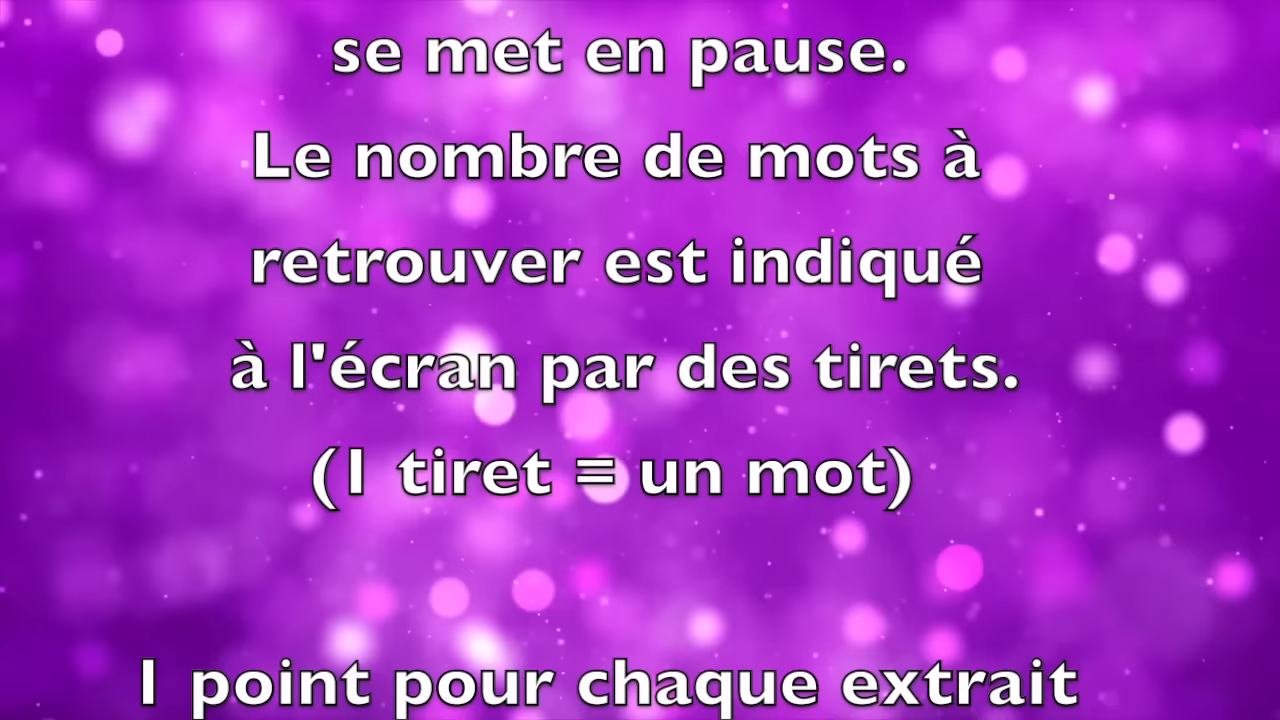 se met en pause.
Le nombre de mots à
retrouver est indiqué
à l'écran par des tirets.
(1 tiret = un mot)
1 point pour chaque extrait